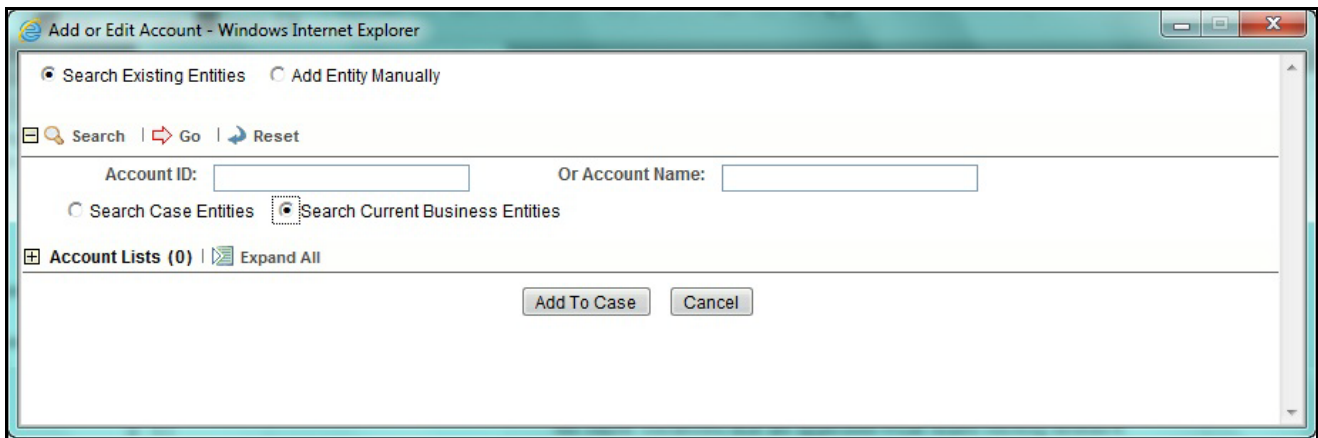 Add or Edit Account - Windows Internet Explorer
Search Existing Entities Add Entity Manually
Search | Go | Reset
Account ID: Or Account Name:
Search Case Entities Search Current Business Entities
Account Lists (0) | Expand All
Add To Case Cancel